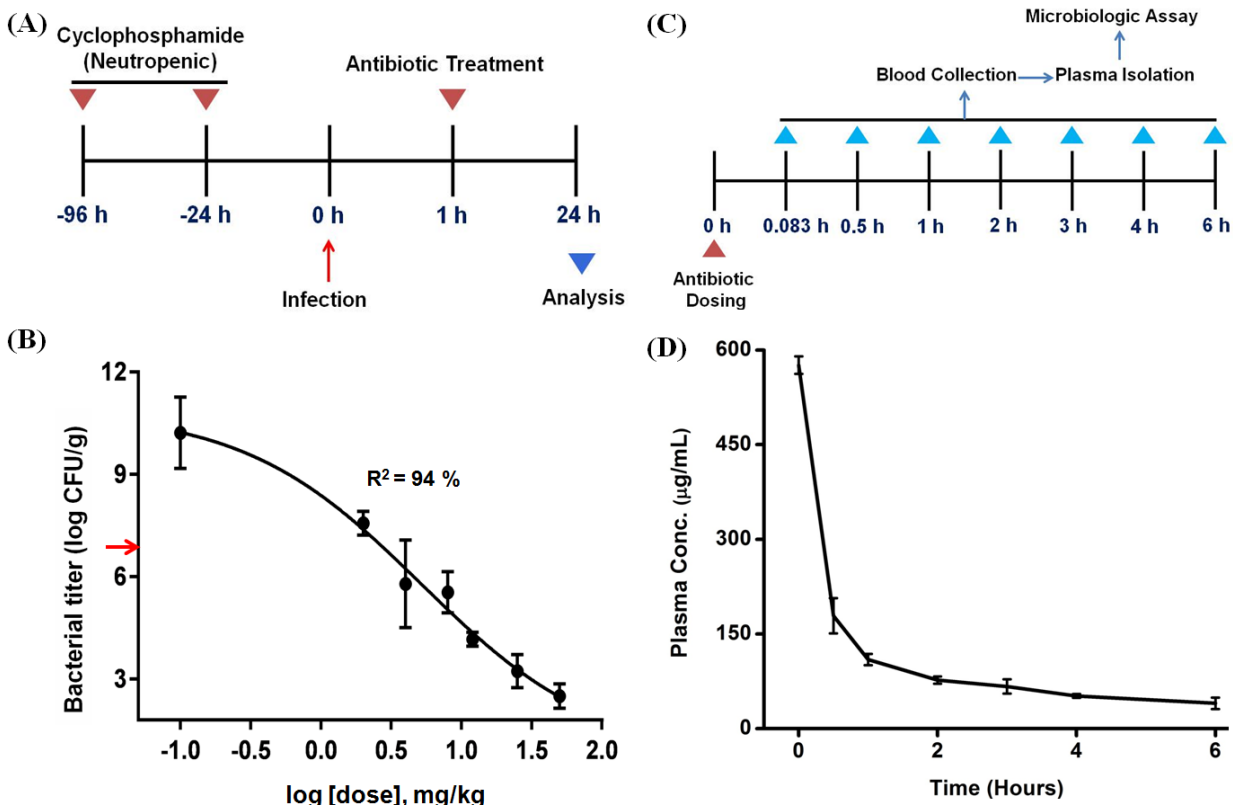 (A)
Cyclophosphamide
(Neutropenic)
Antibiotic Treatment
-96 h -24 h 0 h 1 h 24 h
Infection
Analysis
(C)
Microbiologic Assay
Blood Collection
Plasma Isolation
0 h 0.083 h 0.5 h 1 h 2 h 3 h 4 h 6 h
Antibiotic
Dosing
(B)
Bacterial titer (log CFU/g)
12
9
6
3
R² = 94 %
-1.0 -0.5 0.0 0.5 1.0 1.5 2.0
log [dose], mg/kg
(D)
Plasma Conc. (µg/mL)
600
450
300
150
0
0 2 4 6
Time (Hours)